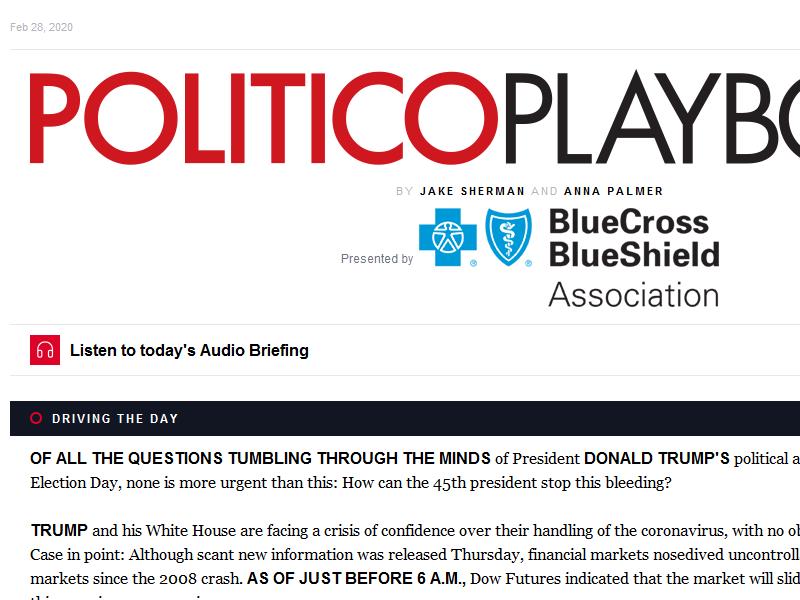 Feb 28, 2020
POLITICOPLAYBO
BY JAKE SHERMAN AND ANNA PALMER
Presented by
BlueCross
BlueShield
Association
Listen to today's Audio Briefing
DRIVING THE DAY
OF ALL THE QUESTIONS TUMBLING THROUGH THE MINDS of President DONALD TRUMP'S political a
Election Day, none is more urgent than this: How can the 45th president stop this bleeding?
TRUMP and his White House are facing a crisis of confidence over their handling of the coronavirus, with no ob
Case in point: Although scant new information was released Thursday, financial markets nosedived uncontroll
markets since the 2008 crash. AS OF JUST BEFORE 6 A.M., Dow Futures indicated that the market will slid